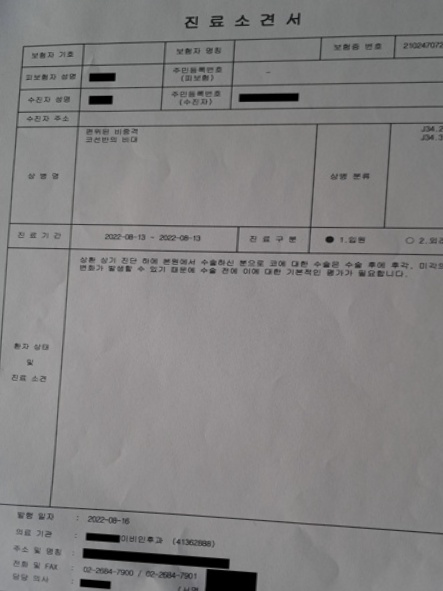 진료소견서
보험자 기호
보험자 명칭
보험증 번호
210247072
피보험자 성명
주민등록번호
(피보험)
-
수진자 성명
주민등록번호
(수진자)
수진자 주소
상 병 명
편위된 비중격
코선반의 비대
상병 분류
J34.2
J34.3
진 료 기 간
2022-08-13 ~ 2022-08-13
진 료 구 분
● 1.입원
○ 2.외
환자 상태
및
진료 소견
상환 상기 진단 하에 본원에서 수술하신 분으로 코에 대한 수술은 수술 후에 후각, 미각의
변화가 발생할 수 있기 때문에 수술 전에 이에 대한 기본적인 평가가 필요합니다.
발행 일자 : 2022-08-16
의료 기관 : 이비인후과 (41362888)
주소 및 명칭 :
전화 및 FAX : 02-2684-7900 / 02-2684-7901
담당 의사 : /서명